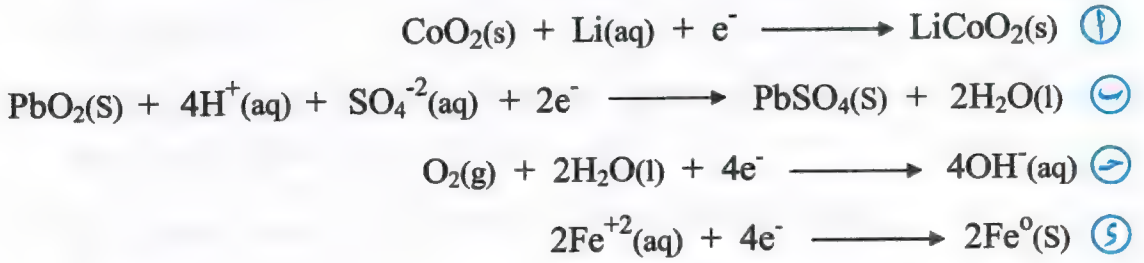 CoO₂(s) + Li(aq) + e⁻ ⟶ LiCoO₂(s) أ
PbO₂(S) + 4H⁺(aq) + SO₄⁻²(aq) + 2e⁻ ⟶ PbSO₄(S) + 2H₂O(l) ب
O₂(g) + 2H₂O(l) + 4e⁻ ⟶ 4OH⁻(aq) ج
2Fe⁺²(aq) + 4e⁻ ⟶ 2Fe⁰(S) د